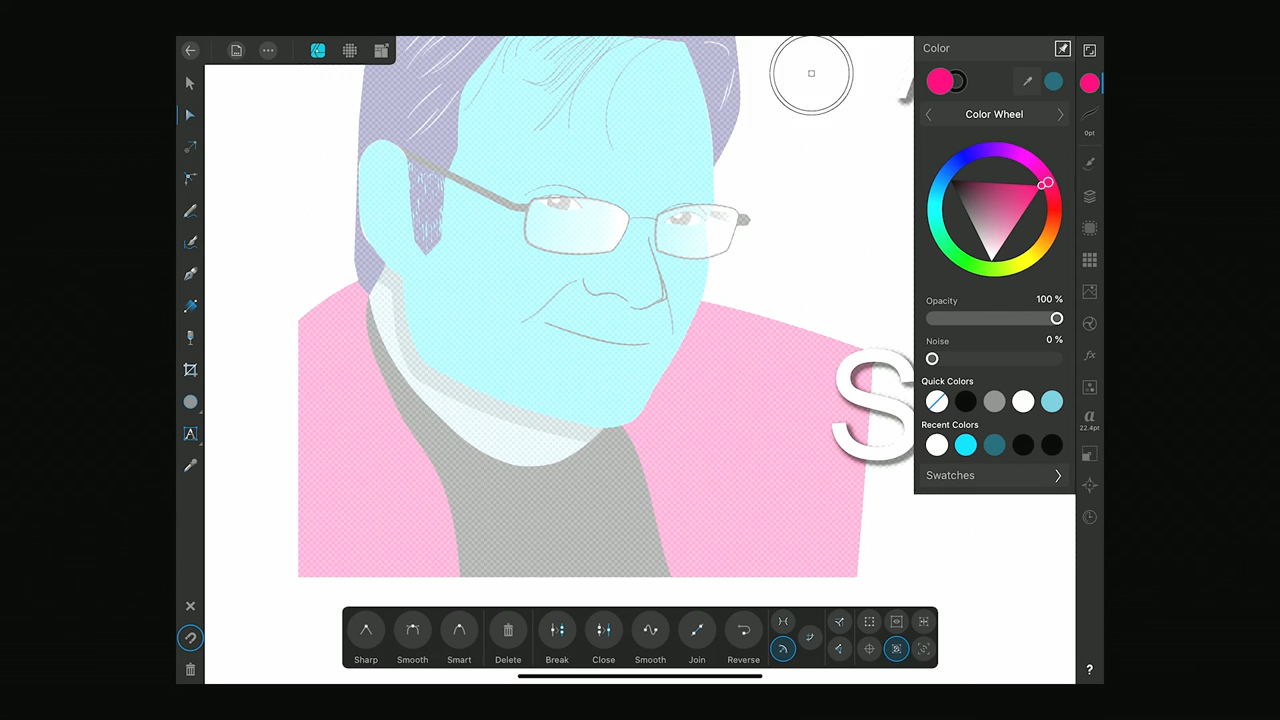 Color
Color Wheel
0pt
Opacity
100 %
Noise
0 %
Quick Colors
Recent Colors
Swatches
fx
a
22.4pt
S
A
Sharp
Smooth
Smart
Delete
Break
Close
Smooth
Join
Reverse
?